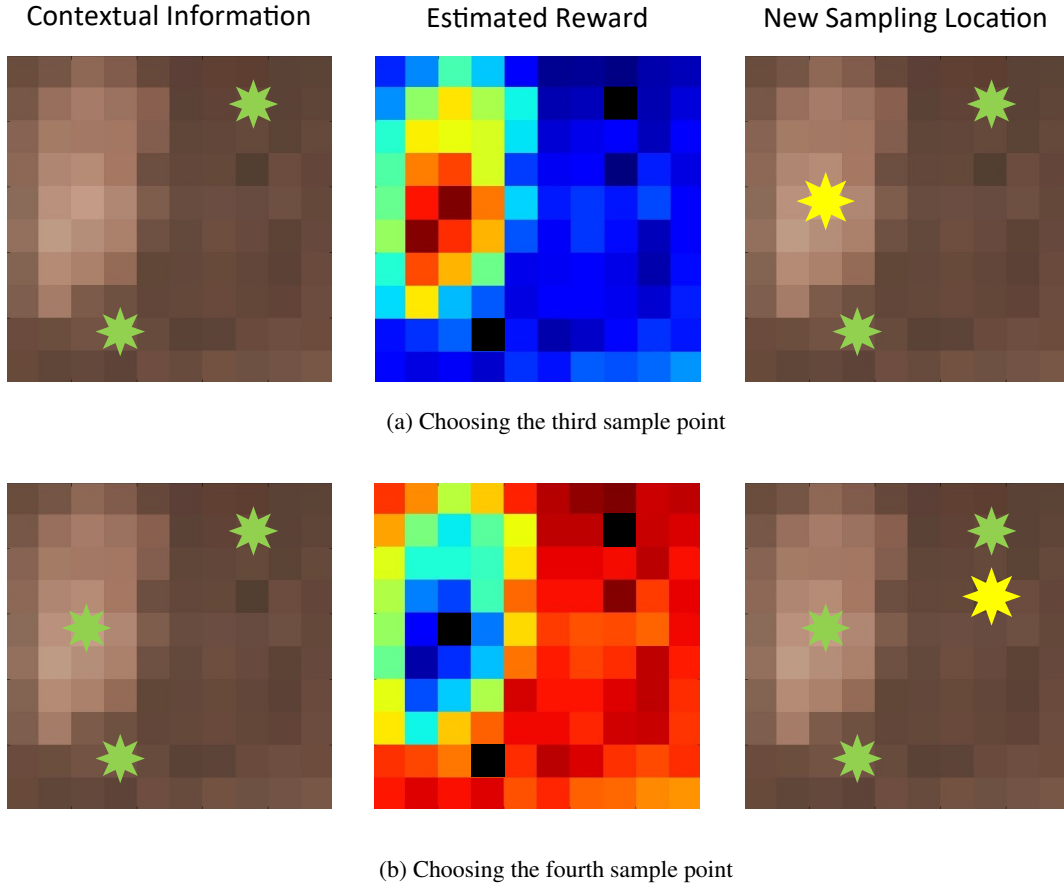 Contextual Information
Estimated Reward
New Sampling Location
(a) Choosing the third sample point
(b) Choosing the fourth sample point